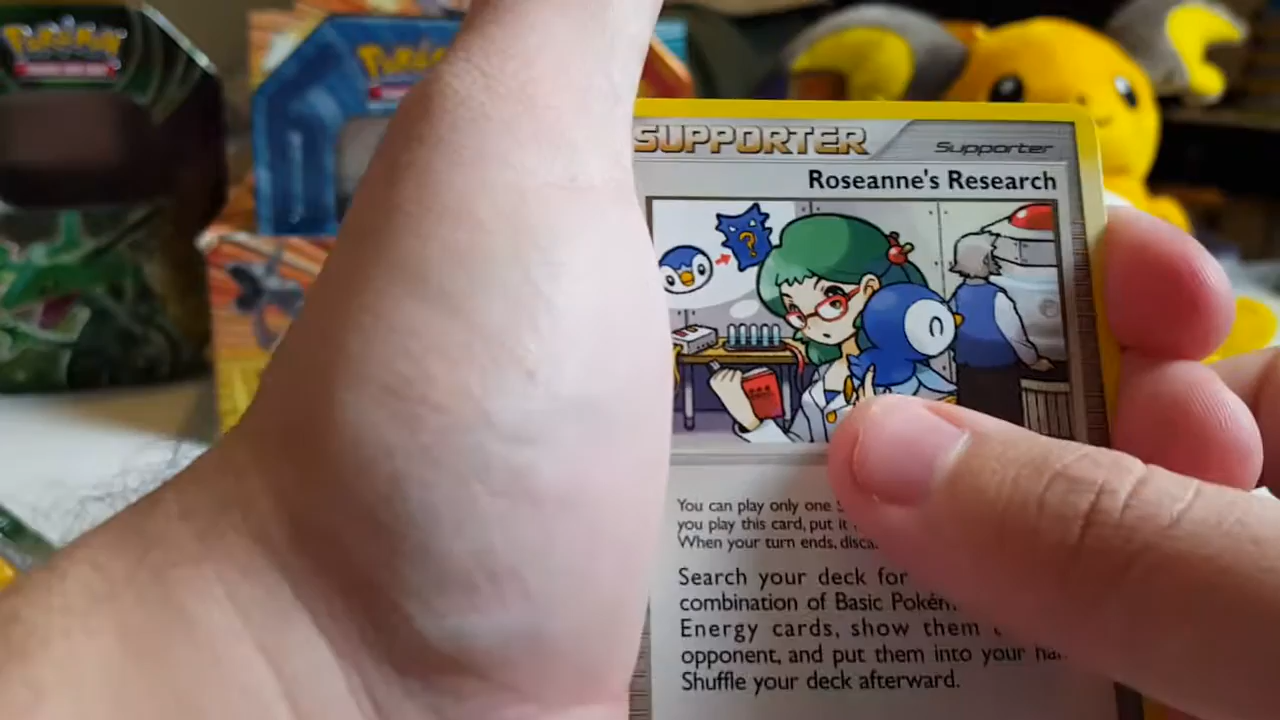 Pokémon
Pokémon
SUPPORTER
Supporter
Roseanne's Research
You can play only one
you play this card, put it
When your turn ends,
Search your deck for
combination of Basic
Energy cards, show them
opponent, and put them into your
Shuffle your deck afterward.